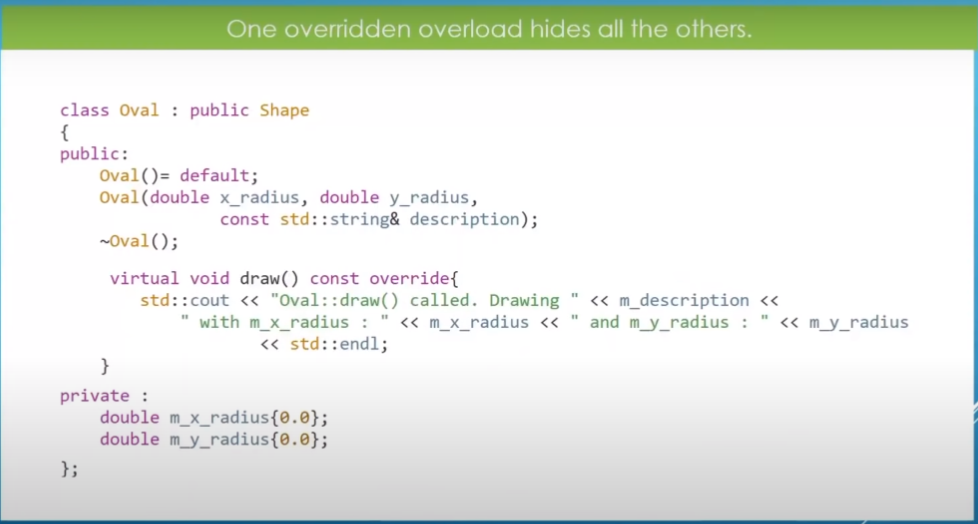 One overridden overload hides all the others.
class Oval : public Shape
{
public:
    Oval()= default;
    Oval(double x_radius, double y_radius,
                const std::string& description);
    ~Oval();
     virtual void draw() const override{
        std::cout << "Oval::draw() called. Drawing " << m_description <<
            " with m_x_radius : " << m_x_radius << " and m_y_radius : " << m_y_radius
                    << std::endl;
    }
private :
    double m_x_radius{0.0};
    double m_y_radius{0.0};
};